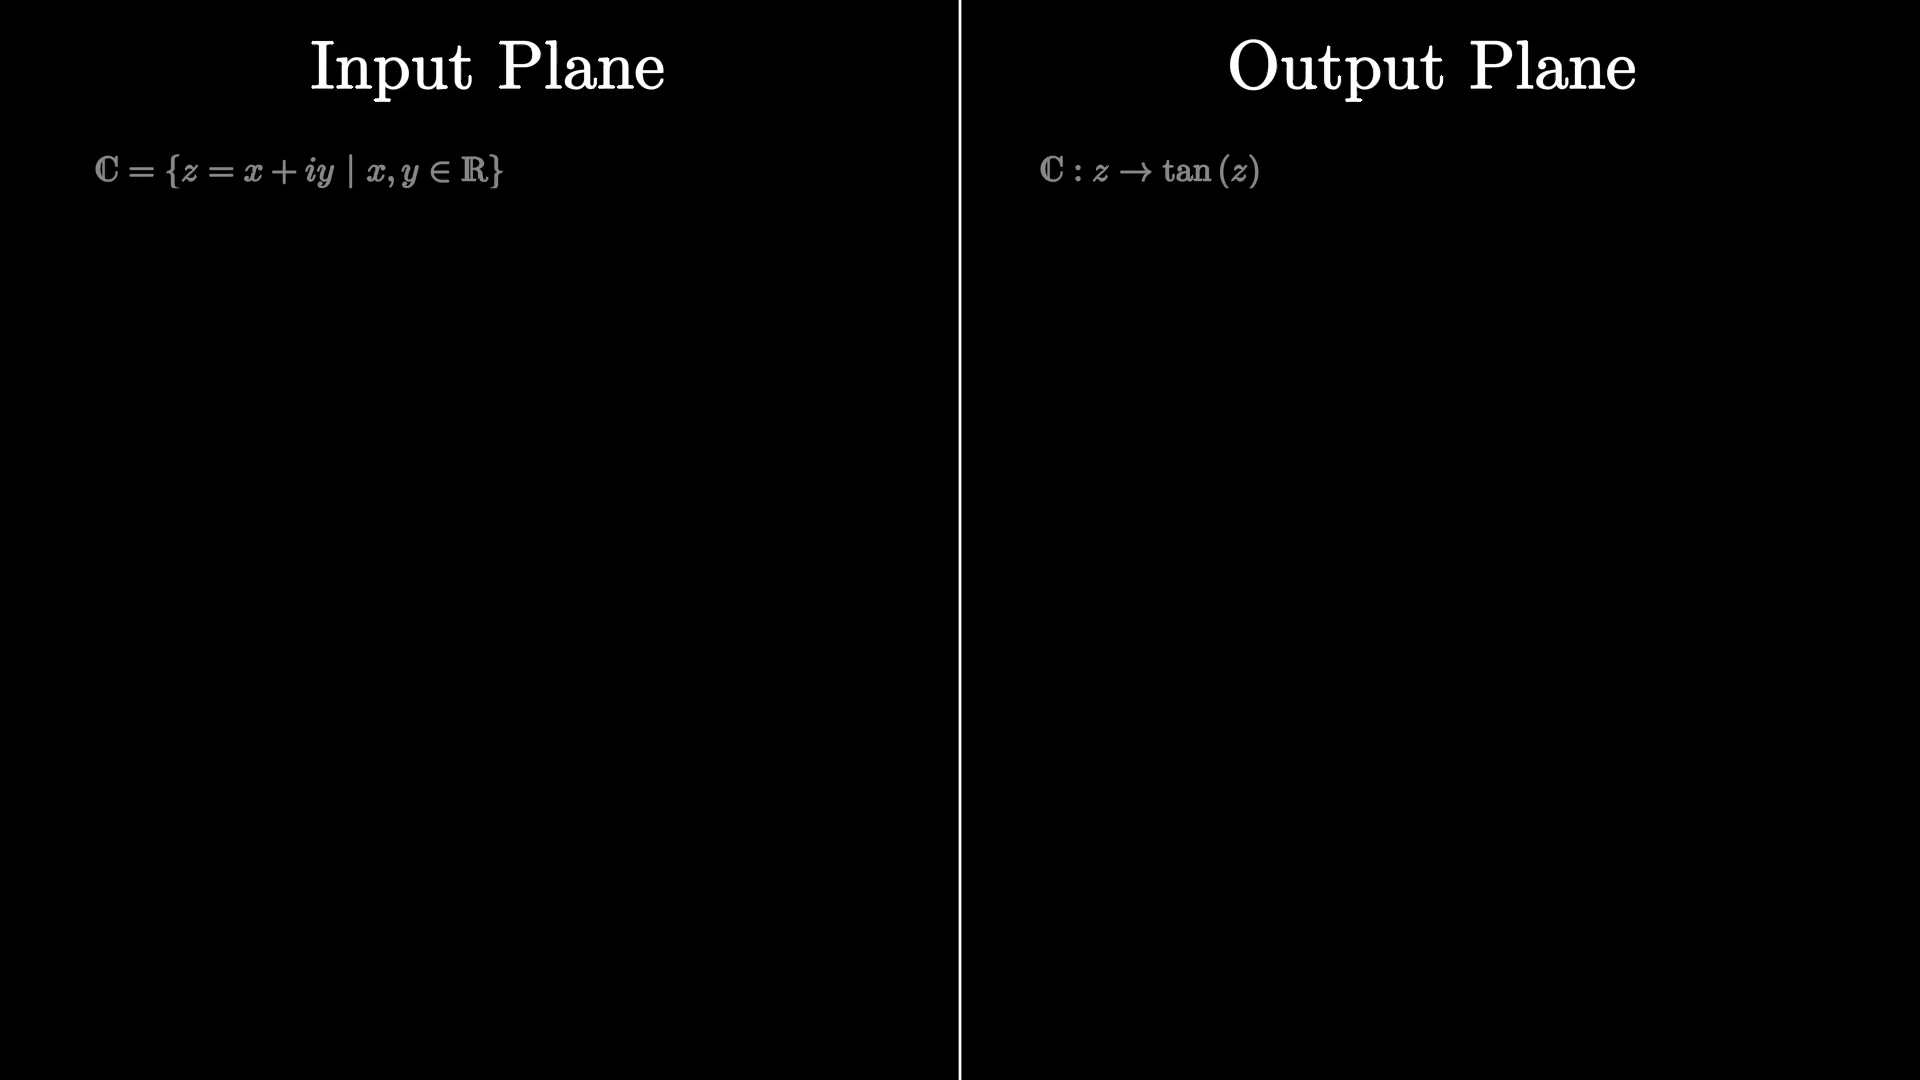 Input Plane
ℂ = {z = x + iy | x, y ∈ ℝ}
Output Plane
ℂ : z → tan (z)